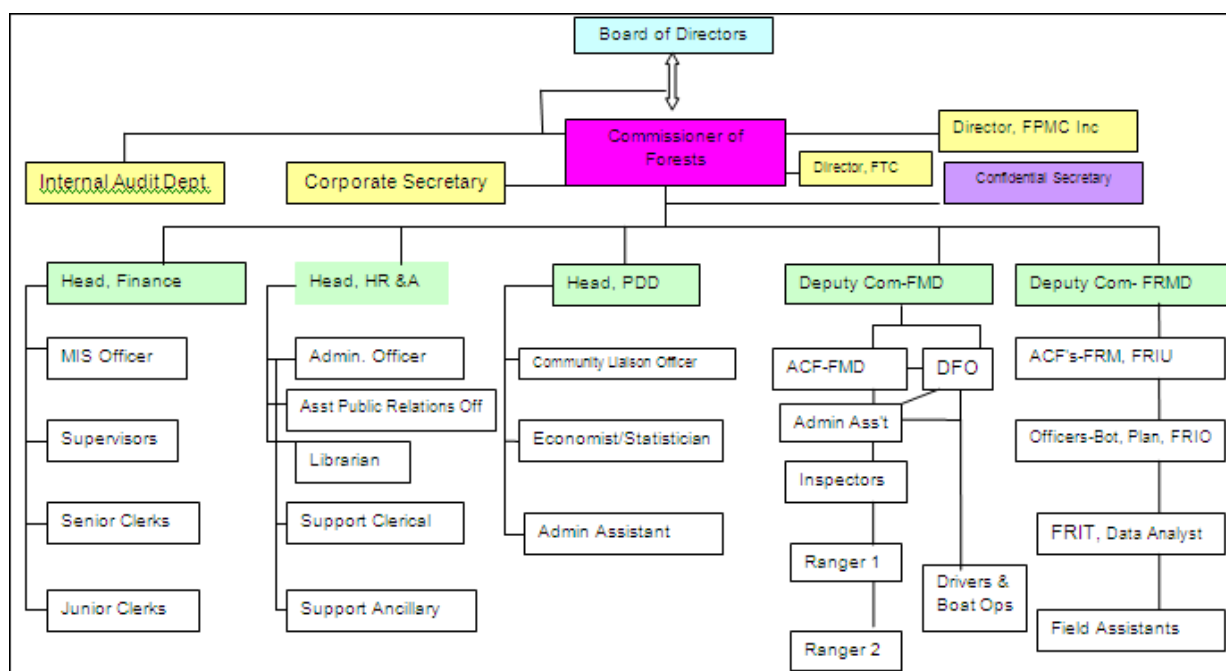 Board of Directors
Commissioner of
Forests
Director, FPMC Inc
Director, FTC
Internal Audit Dept.
Corporate Secretary
Confidential Secretary
Head, Finance
Head, HR &A
Head, PDD
Deputy Com-FMD
Deputy Com- FRMD
MIS Officer
Admin. Officer
Community Liaison Officer
ACF-FMD
DFO
ACF's-FRM, FRIU
Asst Public Relations Off
Admin Ass't
Supervisors
Economist/Statistician
Officers-Bot, Plan, FRIO
Librarian
Inspectors
Senior Clerks
Support Clerical
Admin Assistant
FRIT, Data Analyst
Ranger 1
Drivers &
Boat Ops
Junior Clerks
Support Ancillary
Field Assistants
Ranger 2